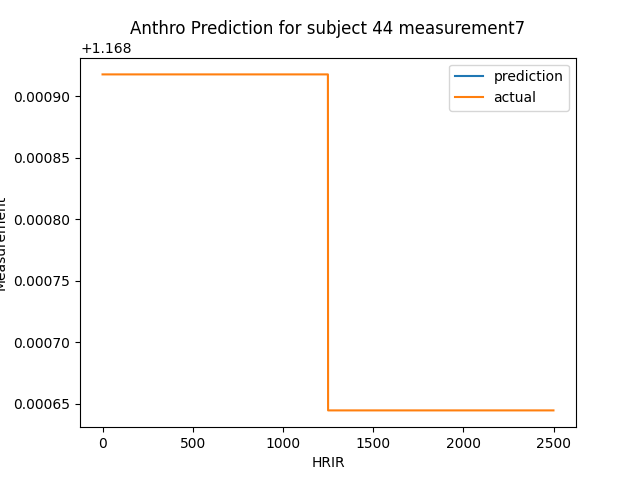 Anthro Prediction for subject 44 measurement7
+1.168
prediction
actual
0.00090
0.00085
0.00080
0.00075
0.00070
0.00065
Measurement
0
500
1000
1500
2000
2500
HRIR